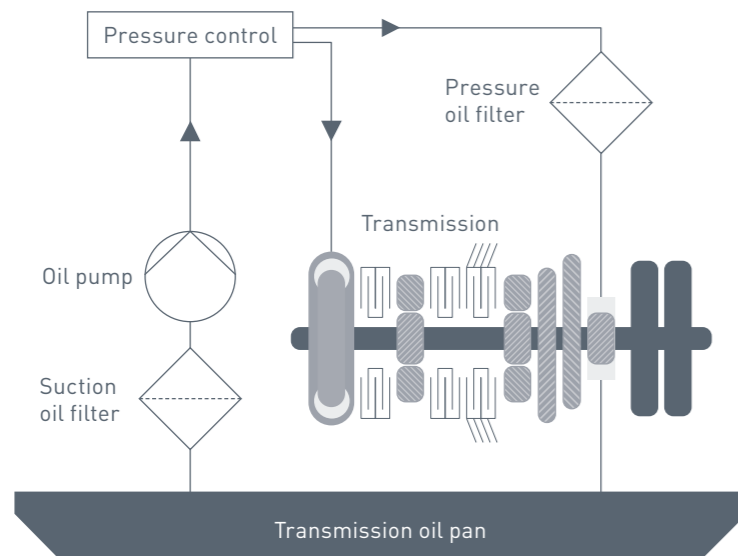 Pressure control
Pressure
oil filter
Transmission
Oil pump
Suction
oil filter
Transmission oil pan